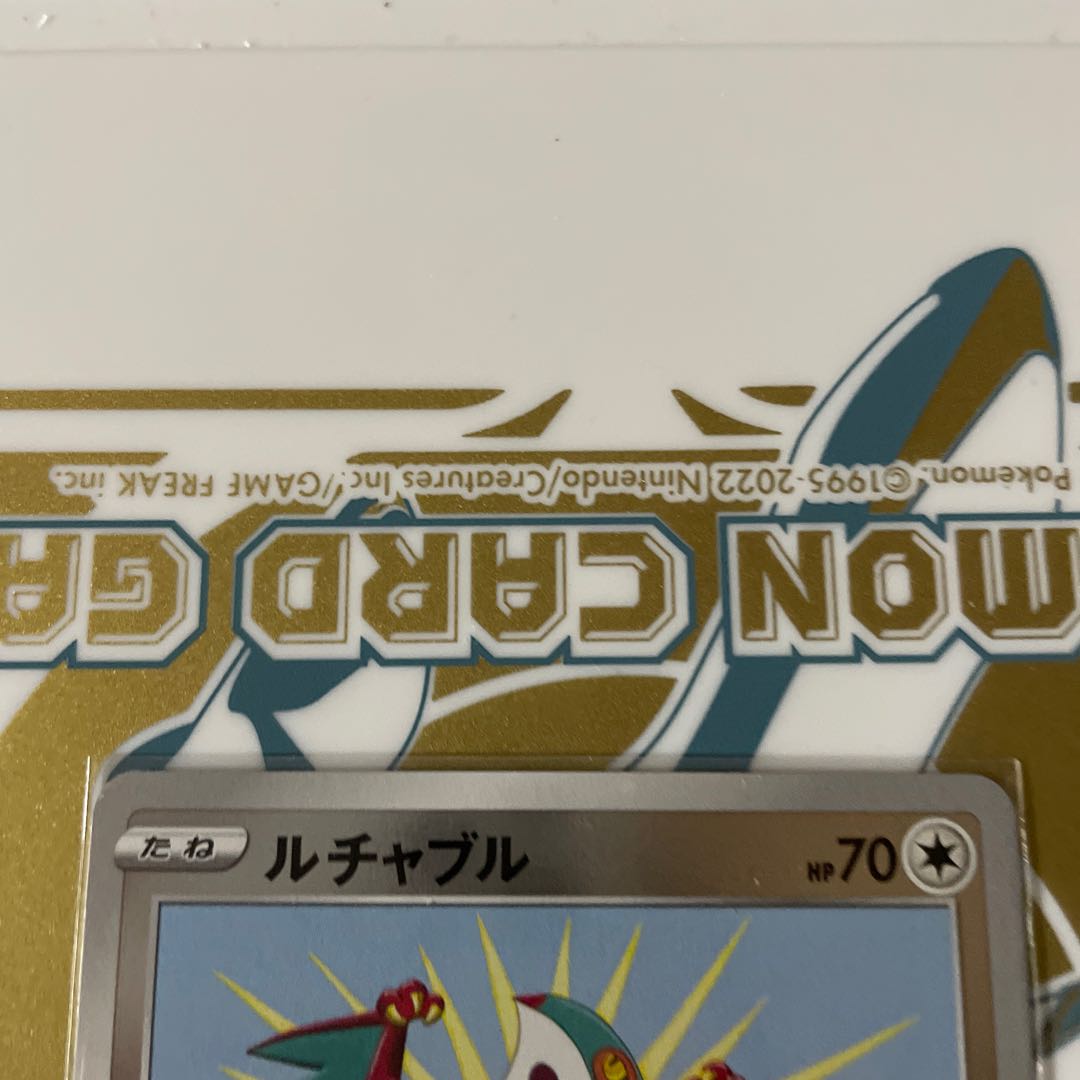 Pokémon. ©1995-2022 Nintendo/Creatures Inc./GAME FREAK inc.
MON CARD GA
たね ルチャブル HP70